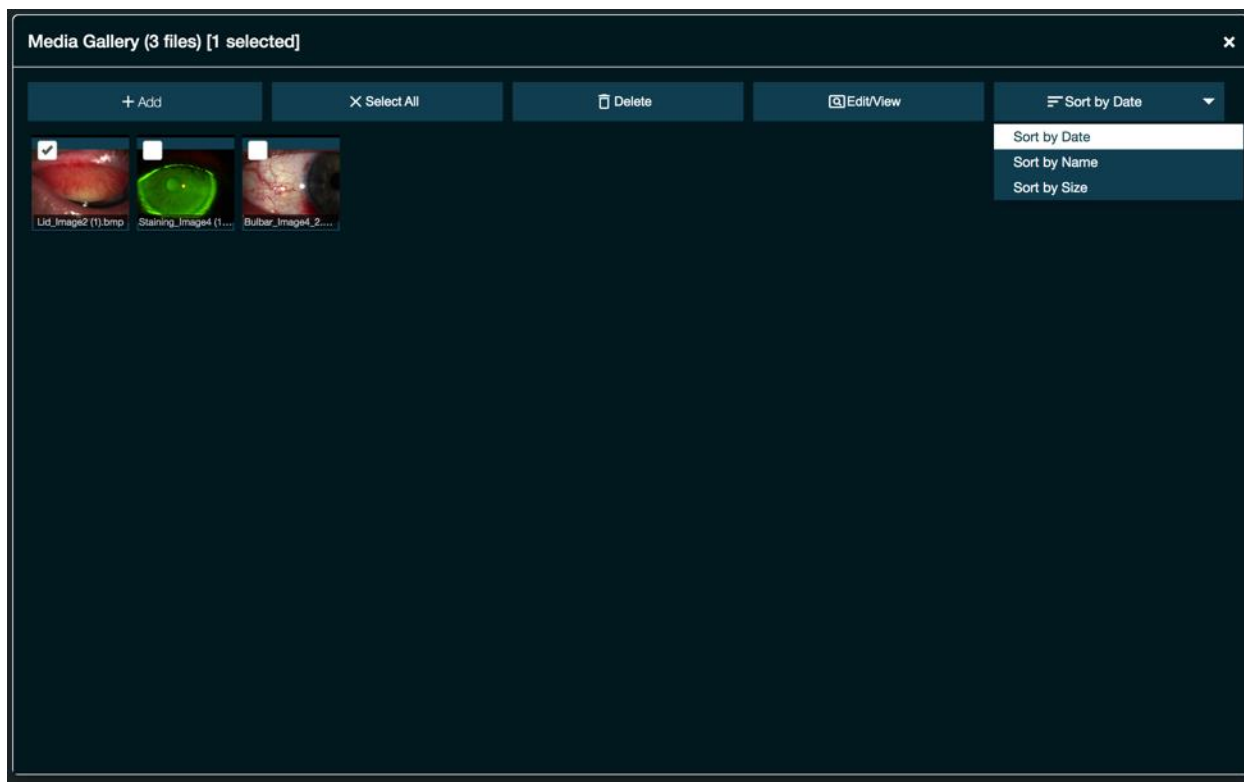 Media Gallery (3 files) [1 selected]
Add
Select All
Delete
Edit/View
Sort by Date
Sort by Date
Sort by Name
Sort by Size
Lid_Image2 (1).bmp
Staining_Image4 (1...
Bulbar_Image4_2....